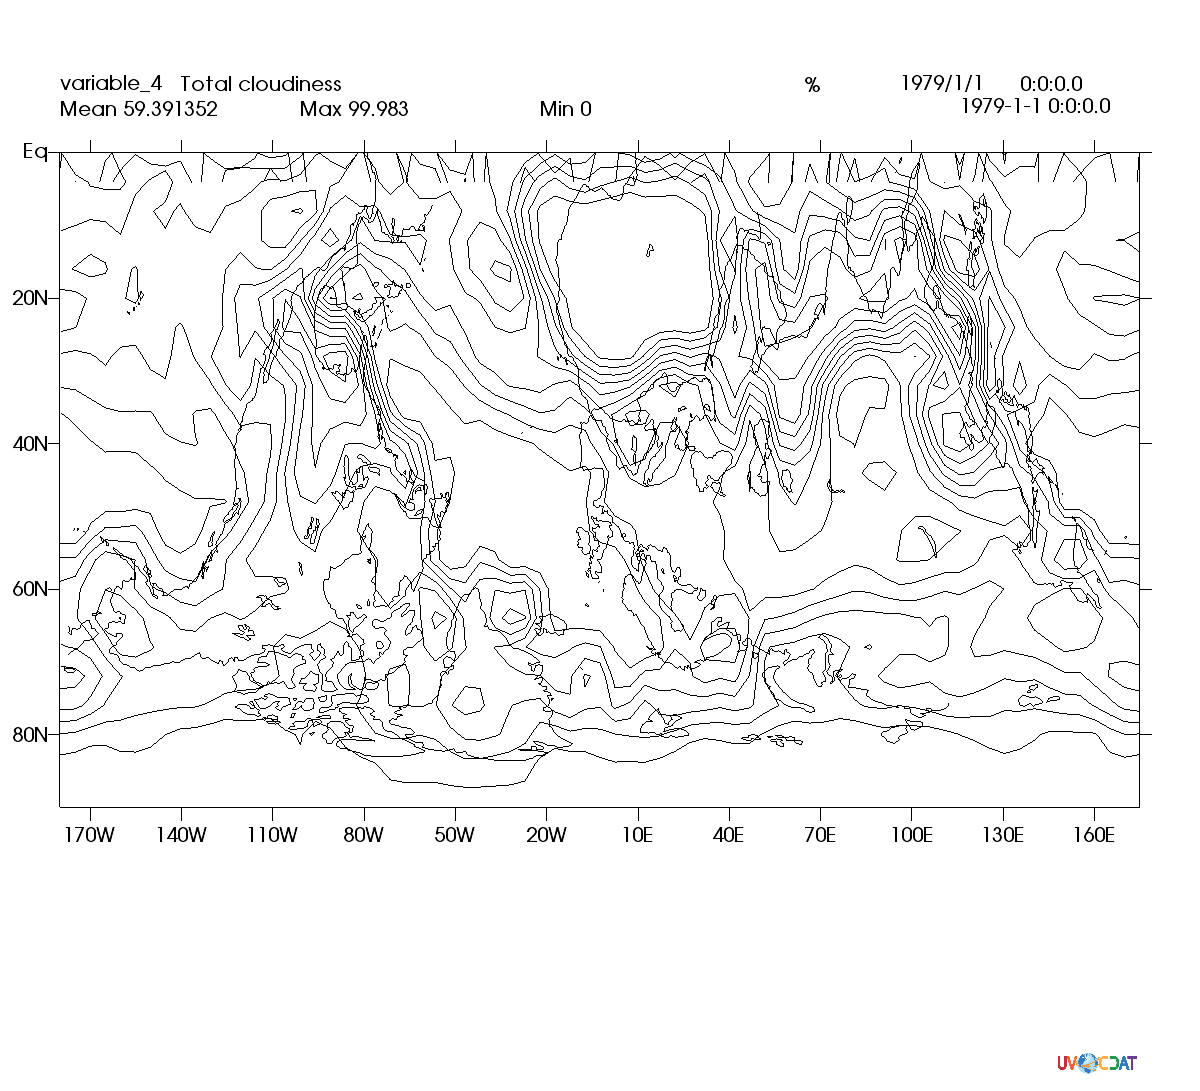 variable_4 Total cloudiness % 1979/1/1 0:0:0.0
Mean 59.391352 Max 99.983 Min 0 1979-1-1 0:0:0.0
Eq
20N
40N
60N
80N
170W 140W 110W 80W 50W 20W 10E 40E 70E 100E 130E 160E
UV CDAT